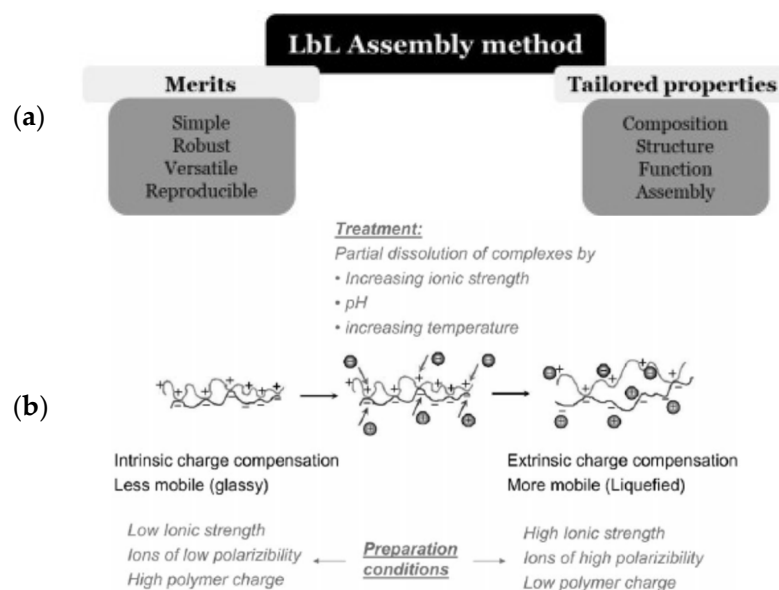 LbL Assembly method
Merits
Tailored properties
(a)
Simple
Robust
Versatile
Reproducible
Composition
Structure
Function
Assembly
Treatment:
Partial dissolution of complexes by
• Increasing ionic strength
• pH
• increasing temperature
(b)
Intrinsic charge compensation
Less mobile (glassy)
Extrinsic charge compensation
More mobile (Liquefied)
Low Ionic strength
Ions of low polarizibility
High polymer charge
Preparation
conditions
High Ionic strength
Ions of high polarizibility
Low polymer charge